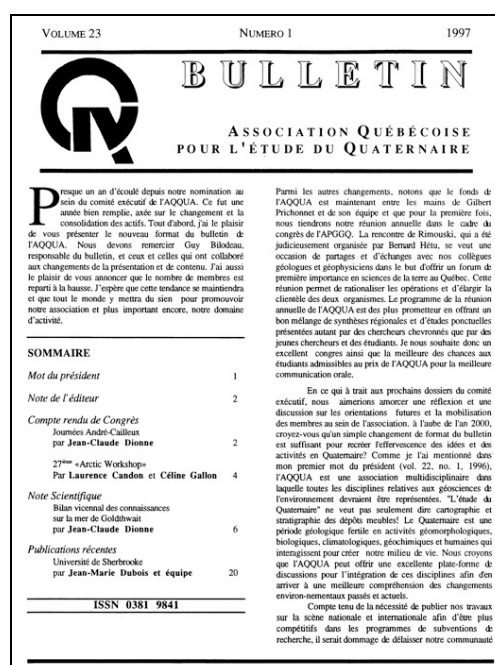 VOLUME 23
NUMERO 1
1997
BULLETIN
ASSOCIATION QUÉBÉCOISE
POUR L'ÉTUDE DU QUATERNAIRE
Presque un an d'écoulé depuis notre nomination au
sein du comité exécutif de l'AQQUA. Ce fut une
année bien remplie, axée sur le changement et la
consolidation des actifs. Tout d'abord, j'ai le plaisir
de vous présenter le nouveau format du bulletin de
l'AQQUA. Nous devons remercier Guy Bilodeau,
responsable du bulletin, et ceux et celles qui ont collaboré
aux changements de la présentation et de contenu. J'ai aussi
le plaisir de vous annoncer que le nombre de membres est
reparti à la hausse. J'espère que cette tendance se maintiendra
et que tout le monde y mettra du sien pour promouvoir
notre association et plus important encore, notre domaine
d'activité.
SOMMAIRE
Mot du président 1
Note de l'éditeur 2
Compte rendu de Congrès
Journées André-Cailleux
par Jean-Claude Dionne 2
27ème «Arctic Workshop»
Par Laurence Candon et Céline Gallon 4
Note Scientifique
Bilan vicennal des connaissances
sur la mer de Goldthwait
par Jean-Claude Dionne 6
Publications récentes
Université de Sherbrooke
par Jean-Marie Dubois et équipe 20
ISSN 0381 9841
Parmi les autres changements, notons que le fonds de
l'AQQUA est maintenant entre les mains de Gilbert
Prichonnet et de son équipe et que pour la première fois,
nous tiendrons notre réunion annuelle dans le cadre du
congrès de l'APGGQ. La rencontre de Rimouski, qui a été
judicieusement organisée par Bernard Hétu, se veut une
occasion de partages et d'échanges avec nos collègues
géologues et géophysiciens dans le but d'offrir un forum de
première importance en sciences de la terre au Québec. Cette
réunion permet de rationaliser les opérations et d'élargir la
clientèle des deux organismes. Le programme de la réunion
annuelle de l'AQQUA est des plus prometteur en offrant un
bon mélange de synthèses régionales et d'études ponctuelles
présentées autant par des chercheurs chevronnés que par des
jeunes chercheurs et des étudiants. Je nous souhaite donc un
excellent congres ainsi que la meilleure des chances aux
étudiants admissibles au prix de l'AQQUA pour la meilleure
communication orale.
En ce qui à trait aux prochains dossiers du comité
exécutif, nous aimerions amorcer une réflexion et une
discussion sur les orientations futures et la mobilisation
des membres au sein de l'association. à l'aube de l'an 2000,
croyez-vous qu'un simple changement de format du bulletin
est suffisant pour recréer l'effervescence des idées et des
activités en Quaternaire? Comme je l'ai mentionné dans
mon premier mot du président (vol. 22, no. 1, 1996),
l'AQQUA est une association multidisciplinaire dans
laquelle toutes les disciplines relatives aux géosciences de
l'environnement devraient être représentées. "L'étude du
Quaternaire" ne veut pas seulement dire cartographie et
stratigraphie des dépôts meubles! Le Quaternaire est une
période géologique fertile en activités géomorphologiques,
biologiques, climatologiques, géochimiques et humaines qui
interagissent pour créer notre milieu de vie. Nous croyons
que l'AQQUA peut offrir une excellente plate-forme de
discussions pour l'intégration de ces disciplines afin d'en
arriver à une meilleure compréhension des changements
environ-nementaux passés et actuels.
Compte tenu de la nécessité de publier nos travaux
sur la scène nationale et internationale afin d'être plus
compétitifs dans les programmes de subventions de
recherche, il serait dommage de délaisser notre communauté